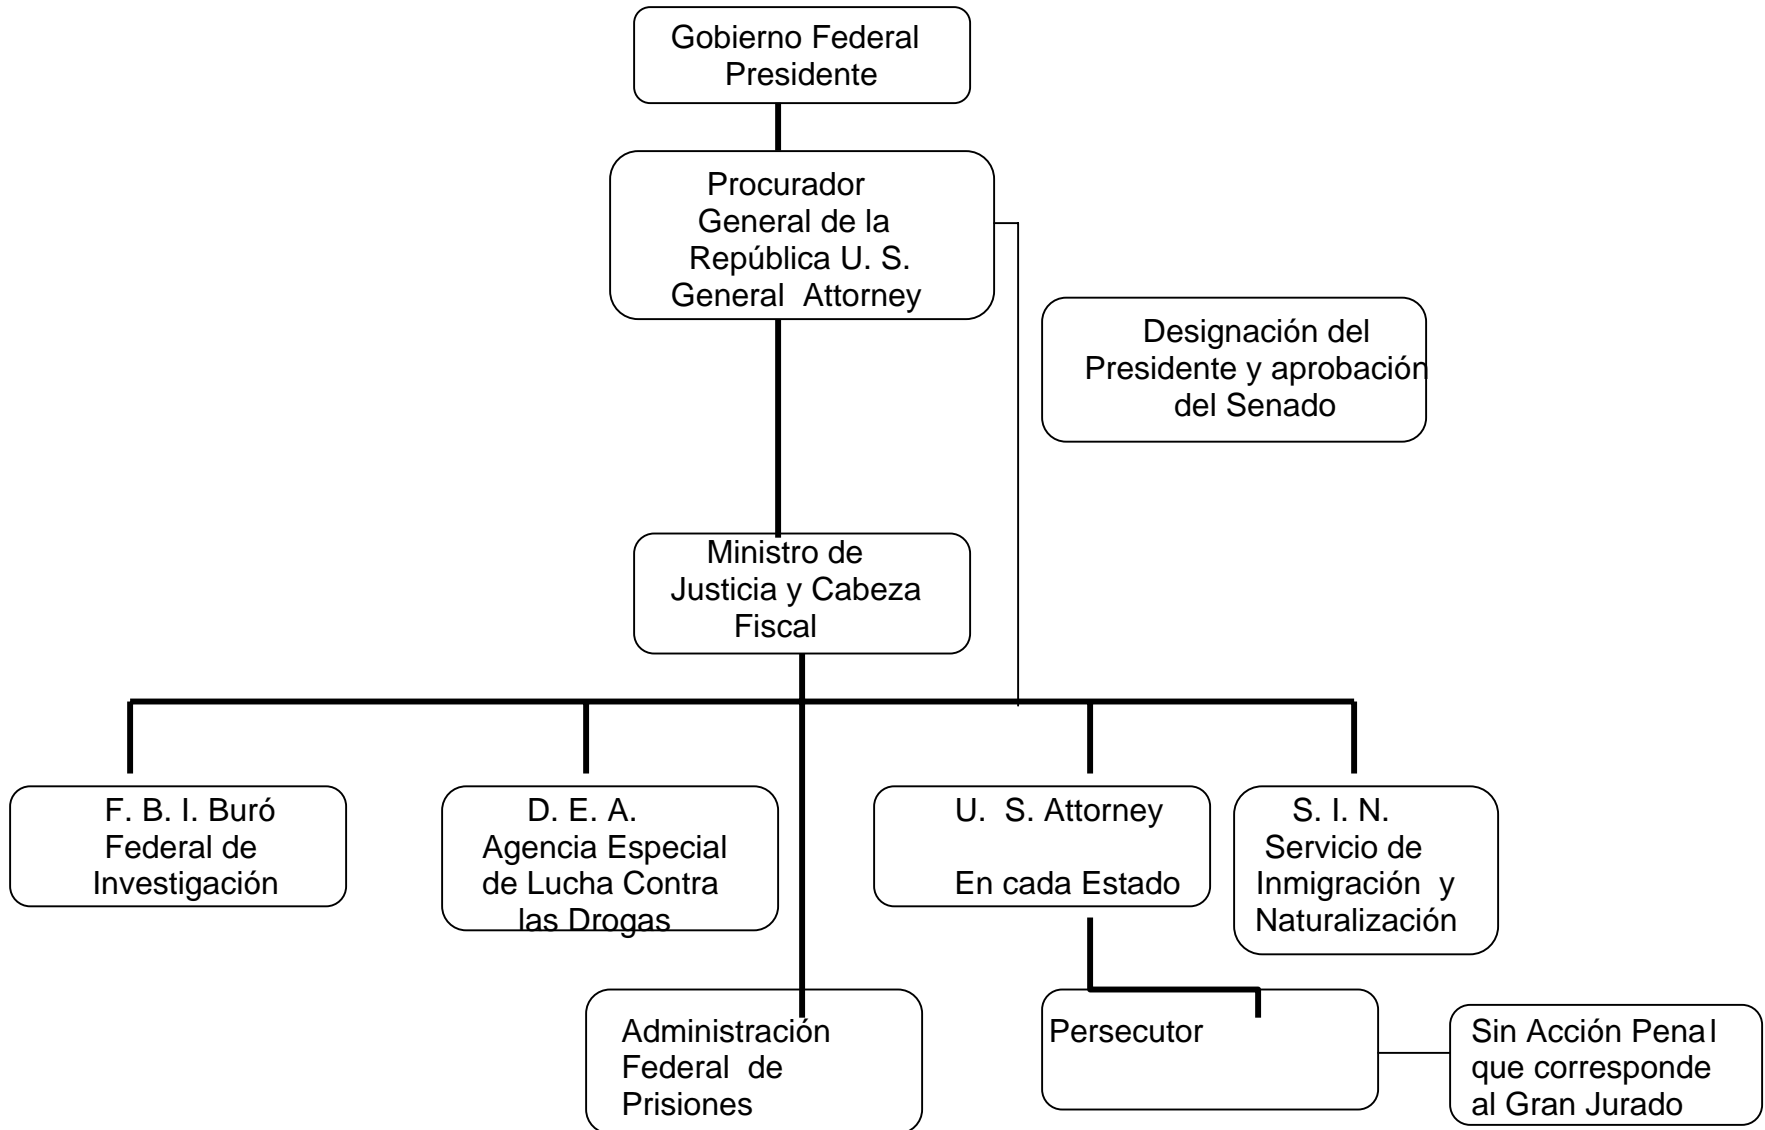 Gobierno Federal
Presidente
Procurador
General de la
República U. S.
General Attorney
Designación del
Presidente y aprobación
del Senado
Ministro de
Justicia y Cabeza
Fiscal
F. B. I. Buró
Federal de
Investigación
D. E. A.
Agencia Especial
de Lucha Contra
las Drogas
U. S. Attorney
En cada Estado
S. I. N.
Servicio de
Inmigración y
Naturalización
Administración
Federal de
Prisiones
Persecutor
Sin Acción Penal
que corresponde
al Gran Jurado